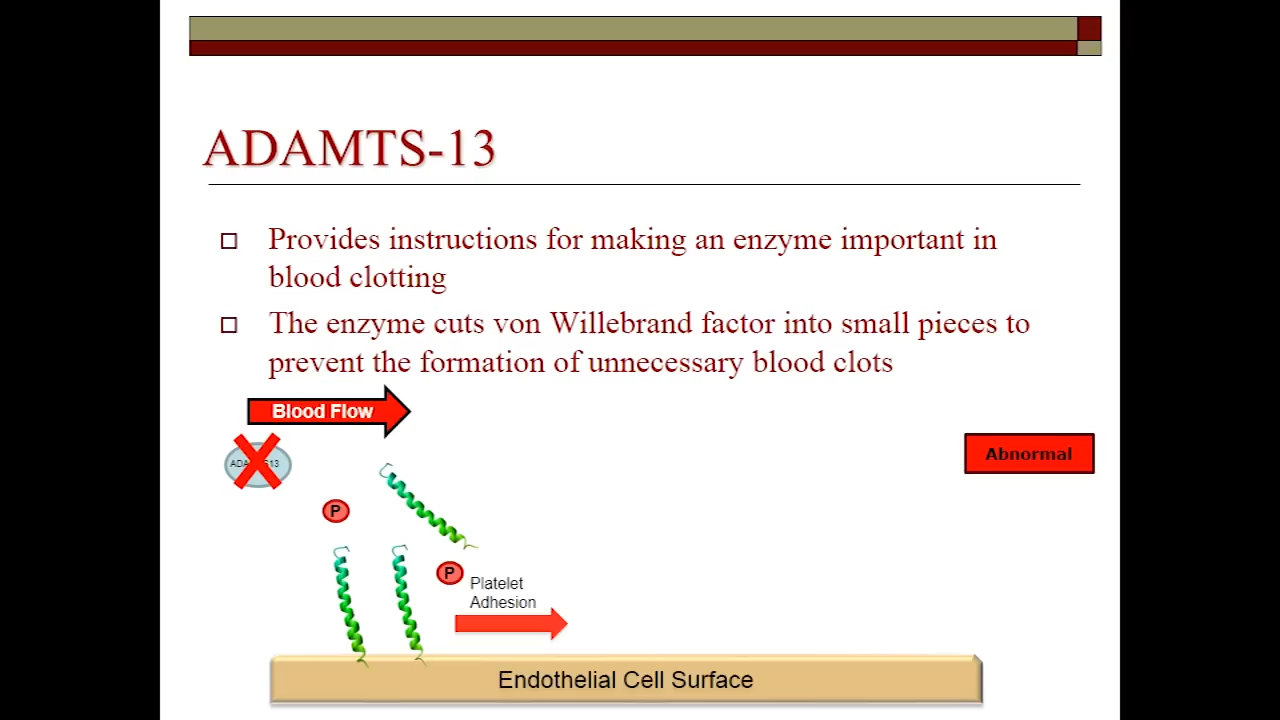 ADAMTS-13
Provides instructions for making an enzyme important in
blood clotting
The enzyme cuts von Willebrand factor into small pieces to
prevent the formation of unnecessary blood clots
Blood Flow
Abnormal
P
P
Platelet
Adhesion
Endothelial Cell Surface